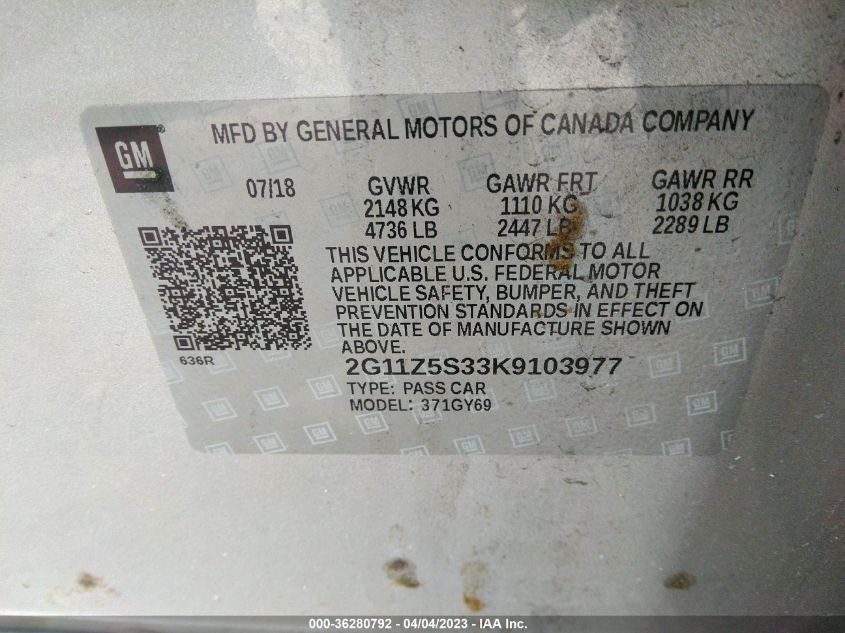 GM
MFD BY GENERAL MOTORS OF CANADA COMPANY
07/18 GVWR GAWR FRT GAWR RR
2148 KG 1110 KG 1038 KG
4736 LB 2447 LB 2289 LB
THIS VEHICLE CONFORMS TO ALL
APPLICABLE U.S. FEDERAL MOTOR
VEHICLE SAFETY, BUMPER, AND THEFT
PREVENTION STANDARDS IN EFFECT ON
THE DATE OF MANUFACTURE SHOWN
ABOVE.
636R
2G11Z5S33K9103977
TYPE: PASS CAR
MODEL: 371GY69
000-36280792 - 04/04/2023 - IAA Inc.